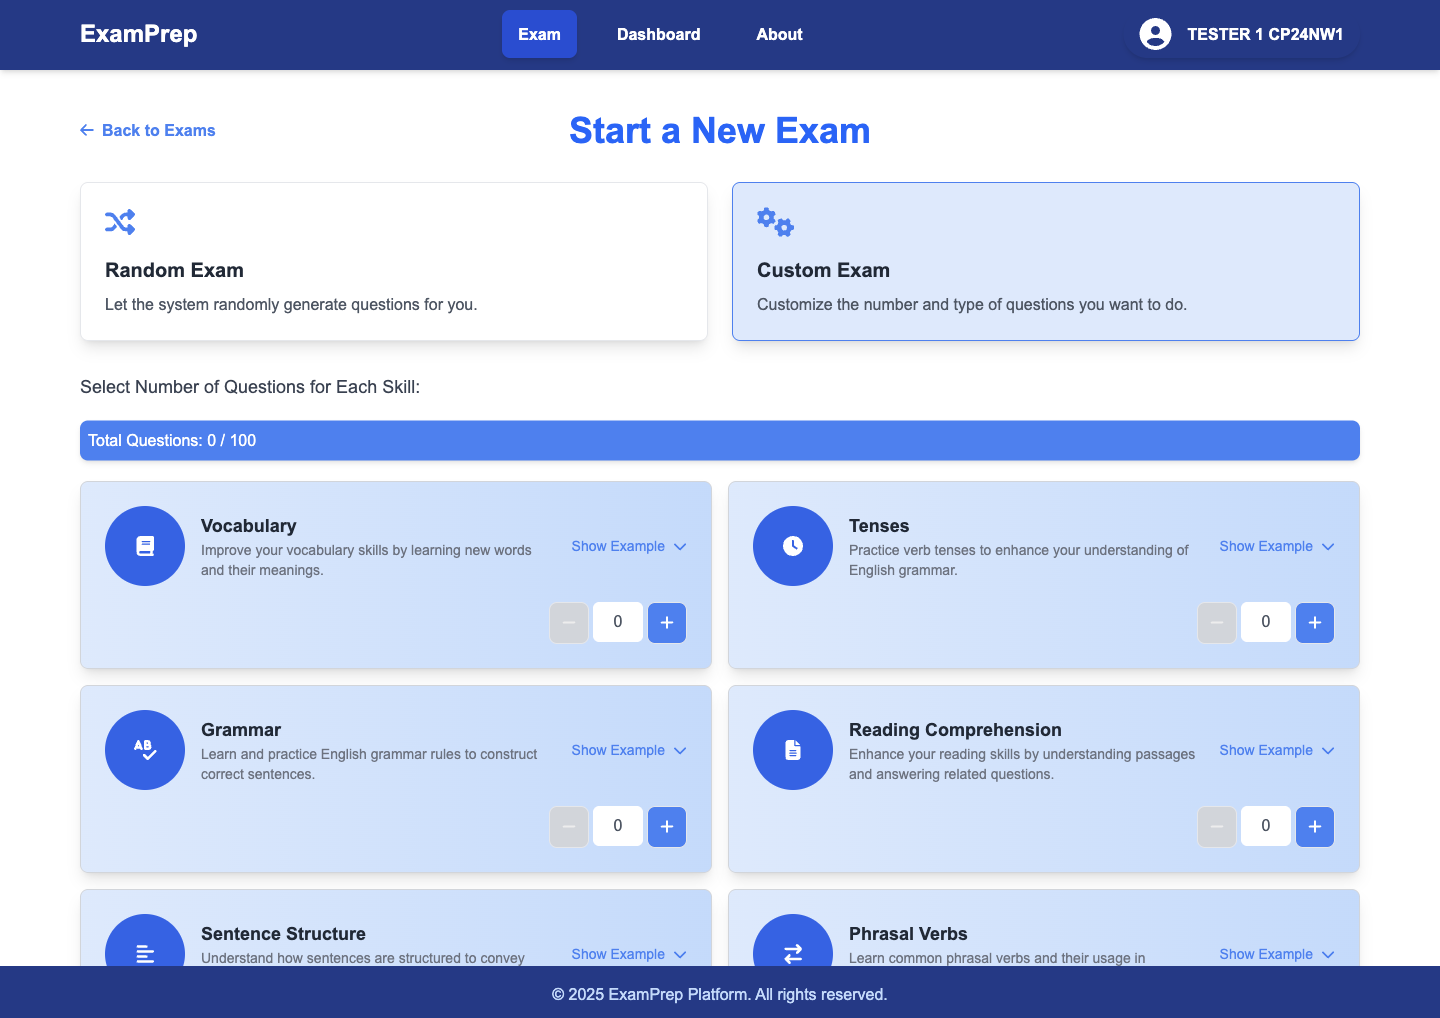 ExamPrep
Exam
Dashboard
About
TESTER 1 CP24NW1
Back to Exams
Start a New Exam
Random Exam
Let the system randomly generate questions for you.
Custom Exam
Customize the number and type of questions you want to do.
Select Number of Questions for Each Skill:
Total Questions: 0 / 100
Vocabulary
Improve your vocabulary skills by learning new words
and their meanings.
Show Example
0
Tenses
Practice verb tenses to enhance your understanding of
English grammar.
Show Example
0
Grammar
Learn and practice English grammar rules to construct
correct sentences.
Show Example
0
Reading Comprehension
Enhance your reading skills by understanding passages
and answering related questions.
Show Example
0
Sentence Structure
Understand how sentences are structured to convey
Show Example
Phrasal Verbs
Learn common phrasal verbs and their usage in
Show Example
© 2025 ExamPrep Platform. All rights reserved.